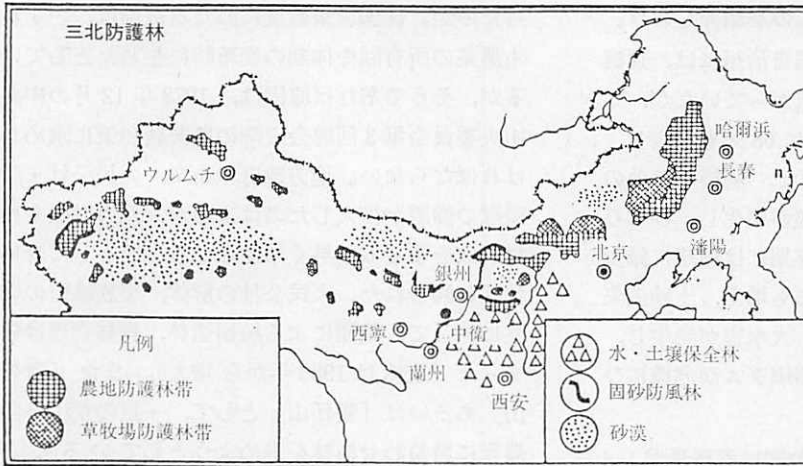 三北防護林
哈爾浜
長春
ウルムチ
瀋陽
北京
銀州
西寧
中衛
蘭州
西安
凡例
農地防護林帯
草牧場防護林帯
水・土壌保全林
固砂防風林
砂漠